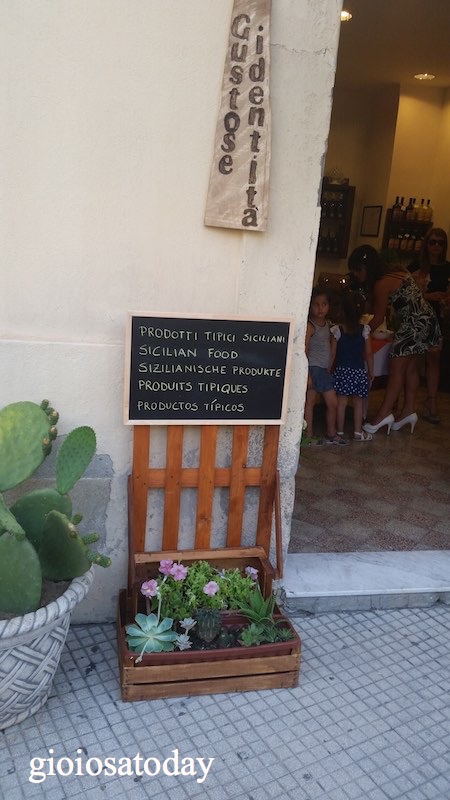 Gustose
identità
PRODOTTI TIPICI SICILIANI
SICILIAN FOOD
SIZILIANISCHE PRODUKTE
PRODUITS TIPIQUES
PRODUCTOS TÍPICOS
gioiosatoday